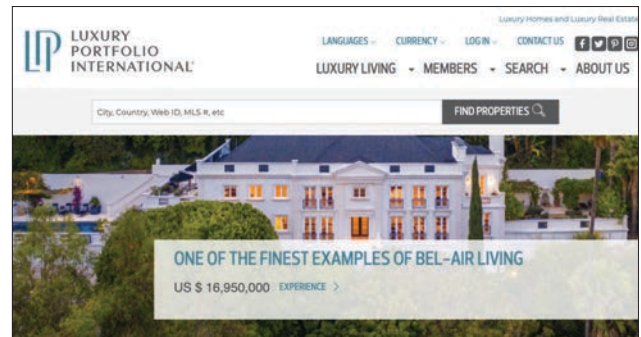 Luxury Homes and Luxury Real Estate
LP
LUXURY
PORTFOLIO
INTERNATIONAL®
LANGUAGES CURRENCY LOG IN CONTACT US
LUXURY LIVING MEMBERS SEARCH ABOUT US
City, Country, Web ID, MLS #, etc
FIND PROPERTIES
ONE OF THE FINEST EXAMPLES OF BEL-AIR LIVING
US $ 16,950,000 EXPERIENCE >